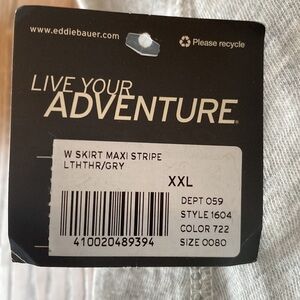 www.eddiebauer.com
Please recycle
LIVE YOUR
ADVENTURE
W SKIRT MAXI STRIPE
LTHTHR/GRY
XXL
DEPT 059
STYLE 1604
COLOR 722
SIZE 0080
410020489394